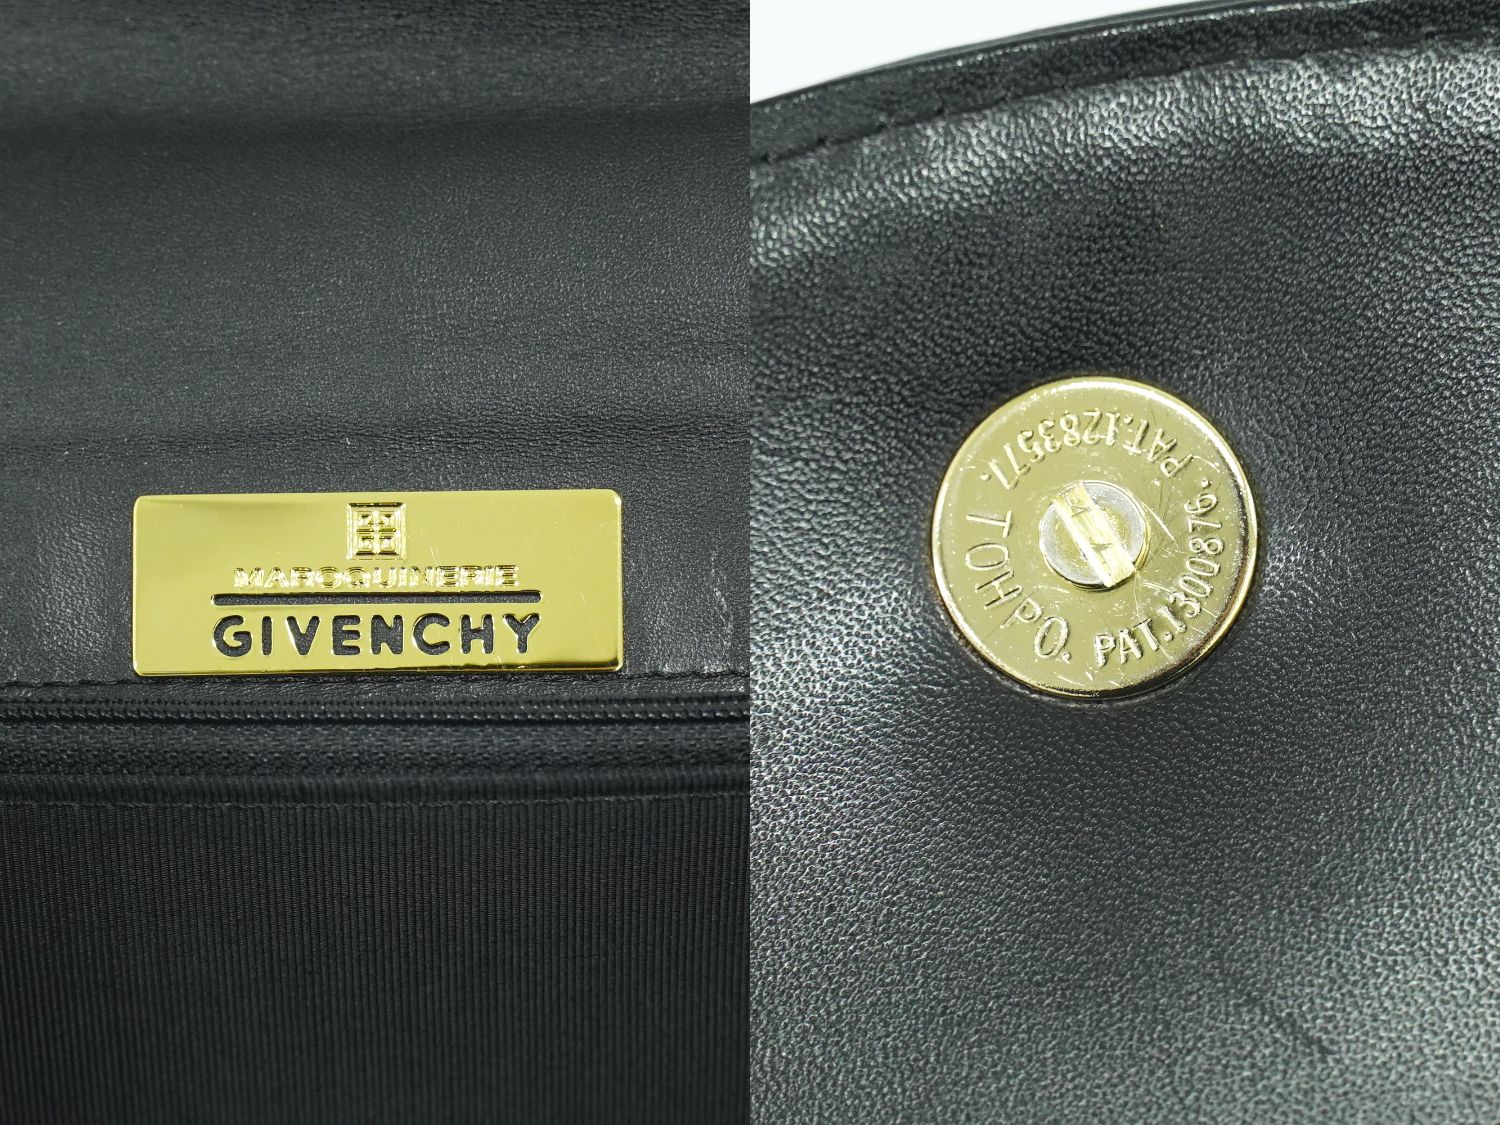 MAROQUINERIE
GIVENCHY
PAT.1283577.
TOHPO.
PAT.1300876.